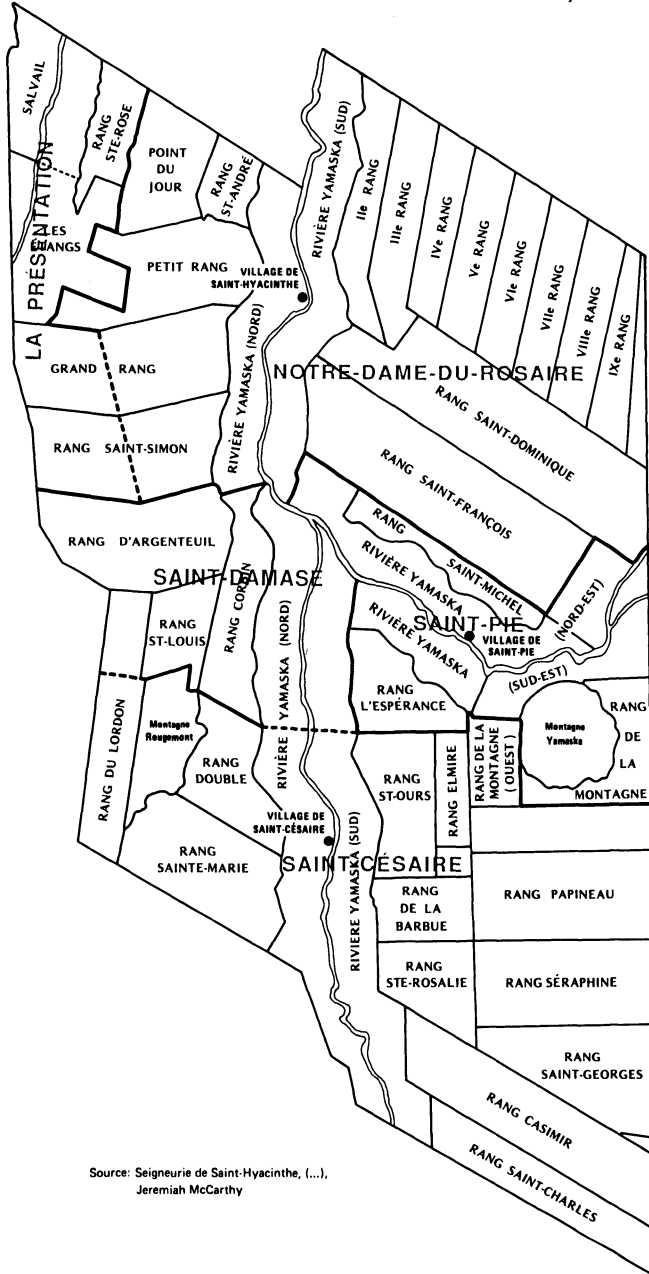 SALVAIL
RANG
STE-ROSE
POINT
DU
JOUR
RANG
ST-ANDRÉ
RIVIÈRE YAMASKA (SUD)
IIe RANG
IIIe RANG
IVe RANG
Ve RANG
VIe RANG
VIIe RANG
VIIIe RANG
IXe RANG
LA PRÉSENTATION
LES
ÉTANGS
PETIT RANG
VILLAGE DE
SAINT-HYACINTHE
GRAND RANG
RIVIÈRE YAMASKA (NORD)
NOTRE-DAME-DU-ROSAIRE
RANG SAINT-DOMINIQUE
RANG SAINT-SIMON
RANG SAINT-FRANÇOIS
RANG D'ARGENTEUIL
SAINT-DAMASE
RANG CORBIN
RANG
ST-LOUIS
RIVIÈRE YAMASKA (NORD)
RANG SAINT-MICHEL
RIVIÈRE YAMASKA
(NORD-EST)
SAINT-PIE
VILLAGE DE
SAINT-PIE
RIVIÈRE YAMASKA
(SUD-EST)
RANG
L'ESPÉRANCE
RANG DU LORDON
Montagne
Rougemont
RANG
DOUBLE
RANG DE LA
MONTAGNE
(OUEST)
Montagne
Yamaska
RANG
DE
LA
MONTAGNE
RANG
ST-OURS
RANG ELMIRE
VILLAGE DE
SAINT-CÉSAIRE
RIVIÈRE YAMASKA (SUD)
SAINT-CÉSAIRE
RANG
SAINTE-MARIE
RANG
DE LA
BARBUE
RANG PAPINEAU
RANG
STE-ROSALIE
RANG SÉRAPHINE
RANG
SAINT-GEORGES
RANG CASIMIR
RANG SAINT-CHARLES
Source: Seigneurie de Saint-Hyacinthe, (...),
Jeremiah McCarthy